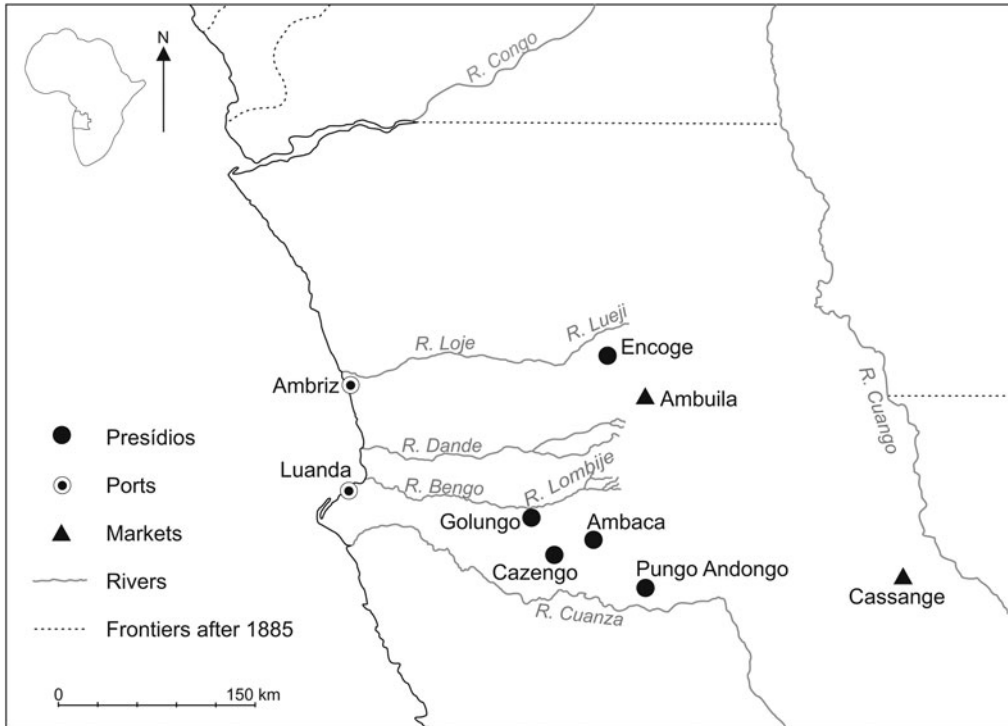 N
R. Congo
R. Lueji
R. Loje
Encoge
Ambriz
Ambuila
R. Cuango
Presídios
R. Dande
Luanda
R. Lombije
Ports
R. Bengo
Golungo
Ambaca
Markets
Cazengo
Pungo Andongo
Rivers
Cassange
R. Cuanza
Frontiers after 1885
0 150 km